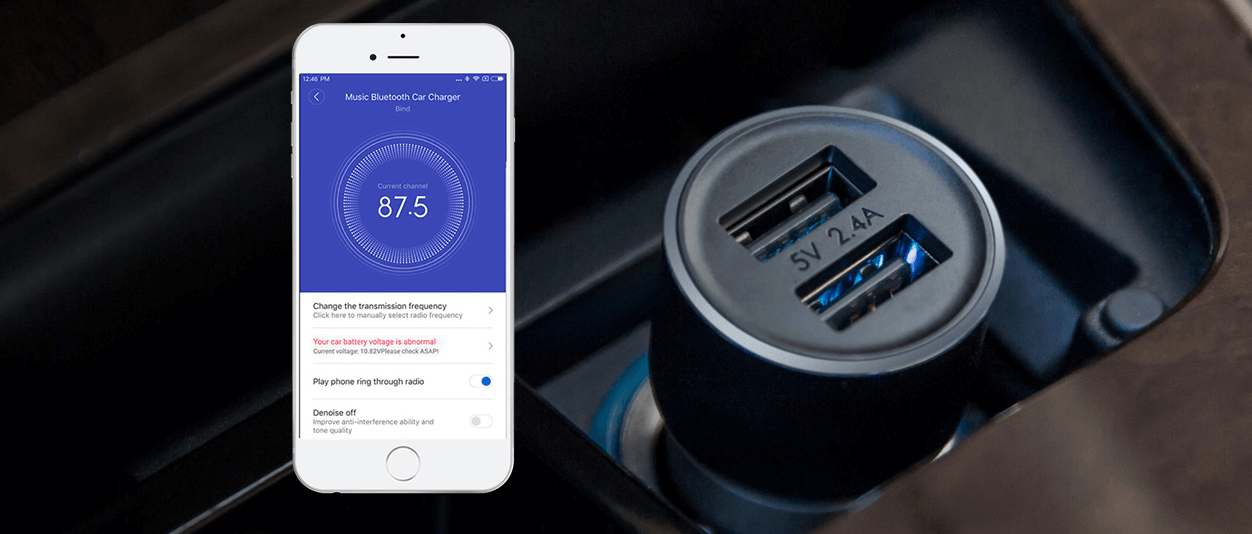 12:46 PM
Music Bluetooth Car Charger
Bind
Current channel
87.5
Change the transmission frequency
Click here to manually select radio frequency
Your car battery voltage is abnormal
Current voltage: 10.82VPlease check ASAP!
Play phone ring through radio
Denoise off
Improve anti-interference ability and
tone quality
5V 2.4A